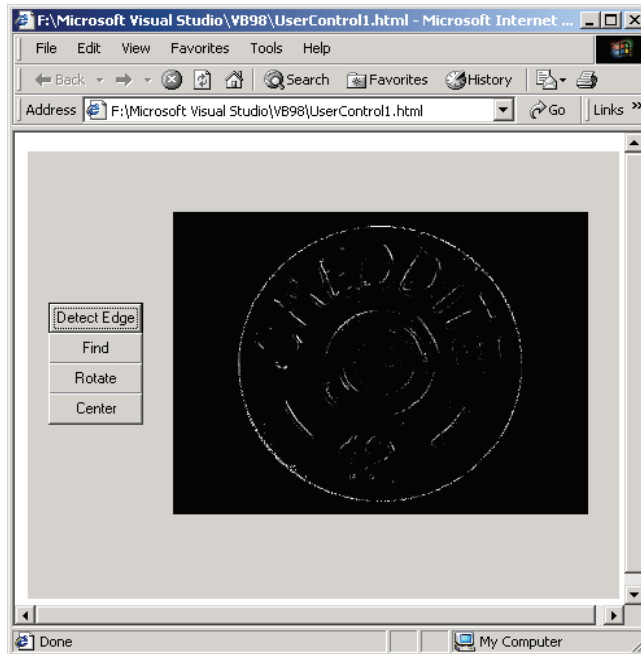 F:\Microsoft Visual Studio\VB98\UserControl1.html - Microsoft Internet ...
File Edit View Favorites Tools Help
Back Search Favorites History
Address F:\Microsoft Visual Studio\VB98\UserControl1.html Go Links »
Detect Edge
Find
Rotate
Center
12
Done My Computer